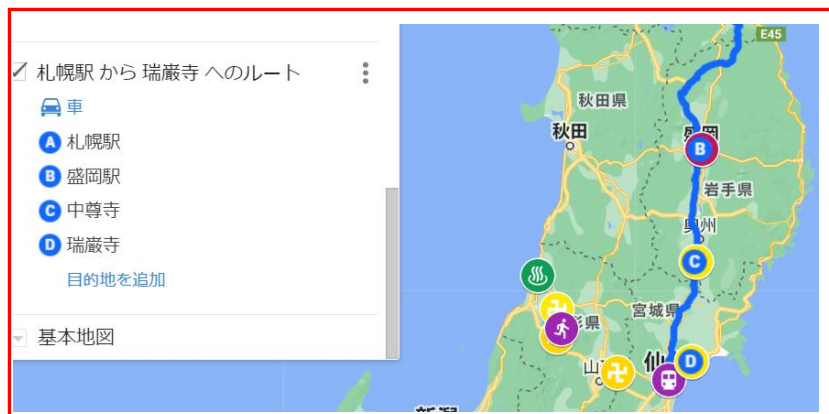 札幌駅 から 瑞巌寺 へのルート
車
A 札幌駅
B 盛岡駅
C 中尊寺
D 瑞巌寺
目的地を追加
基本地図
E45
秋田県
秋田
盛岡
B
岩手県
奥州
C
宮城県
仙
D